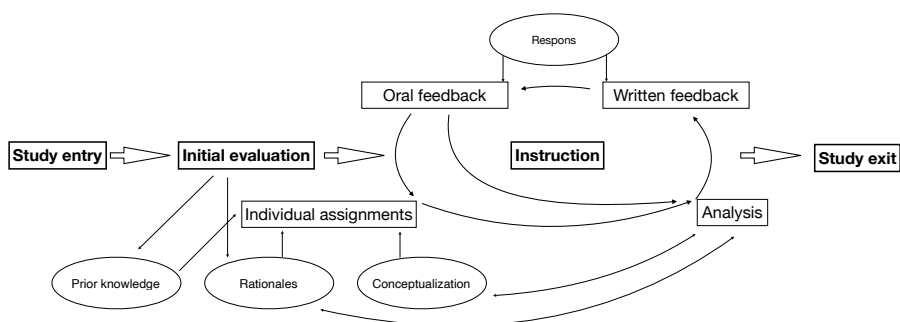 Respons
Oral feedback
Written feedback
Study entry
Initial evaluation
Instruction
Study exit
Individual assignments
Analysis
Prior knowledge
Rationales
Conceptualization